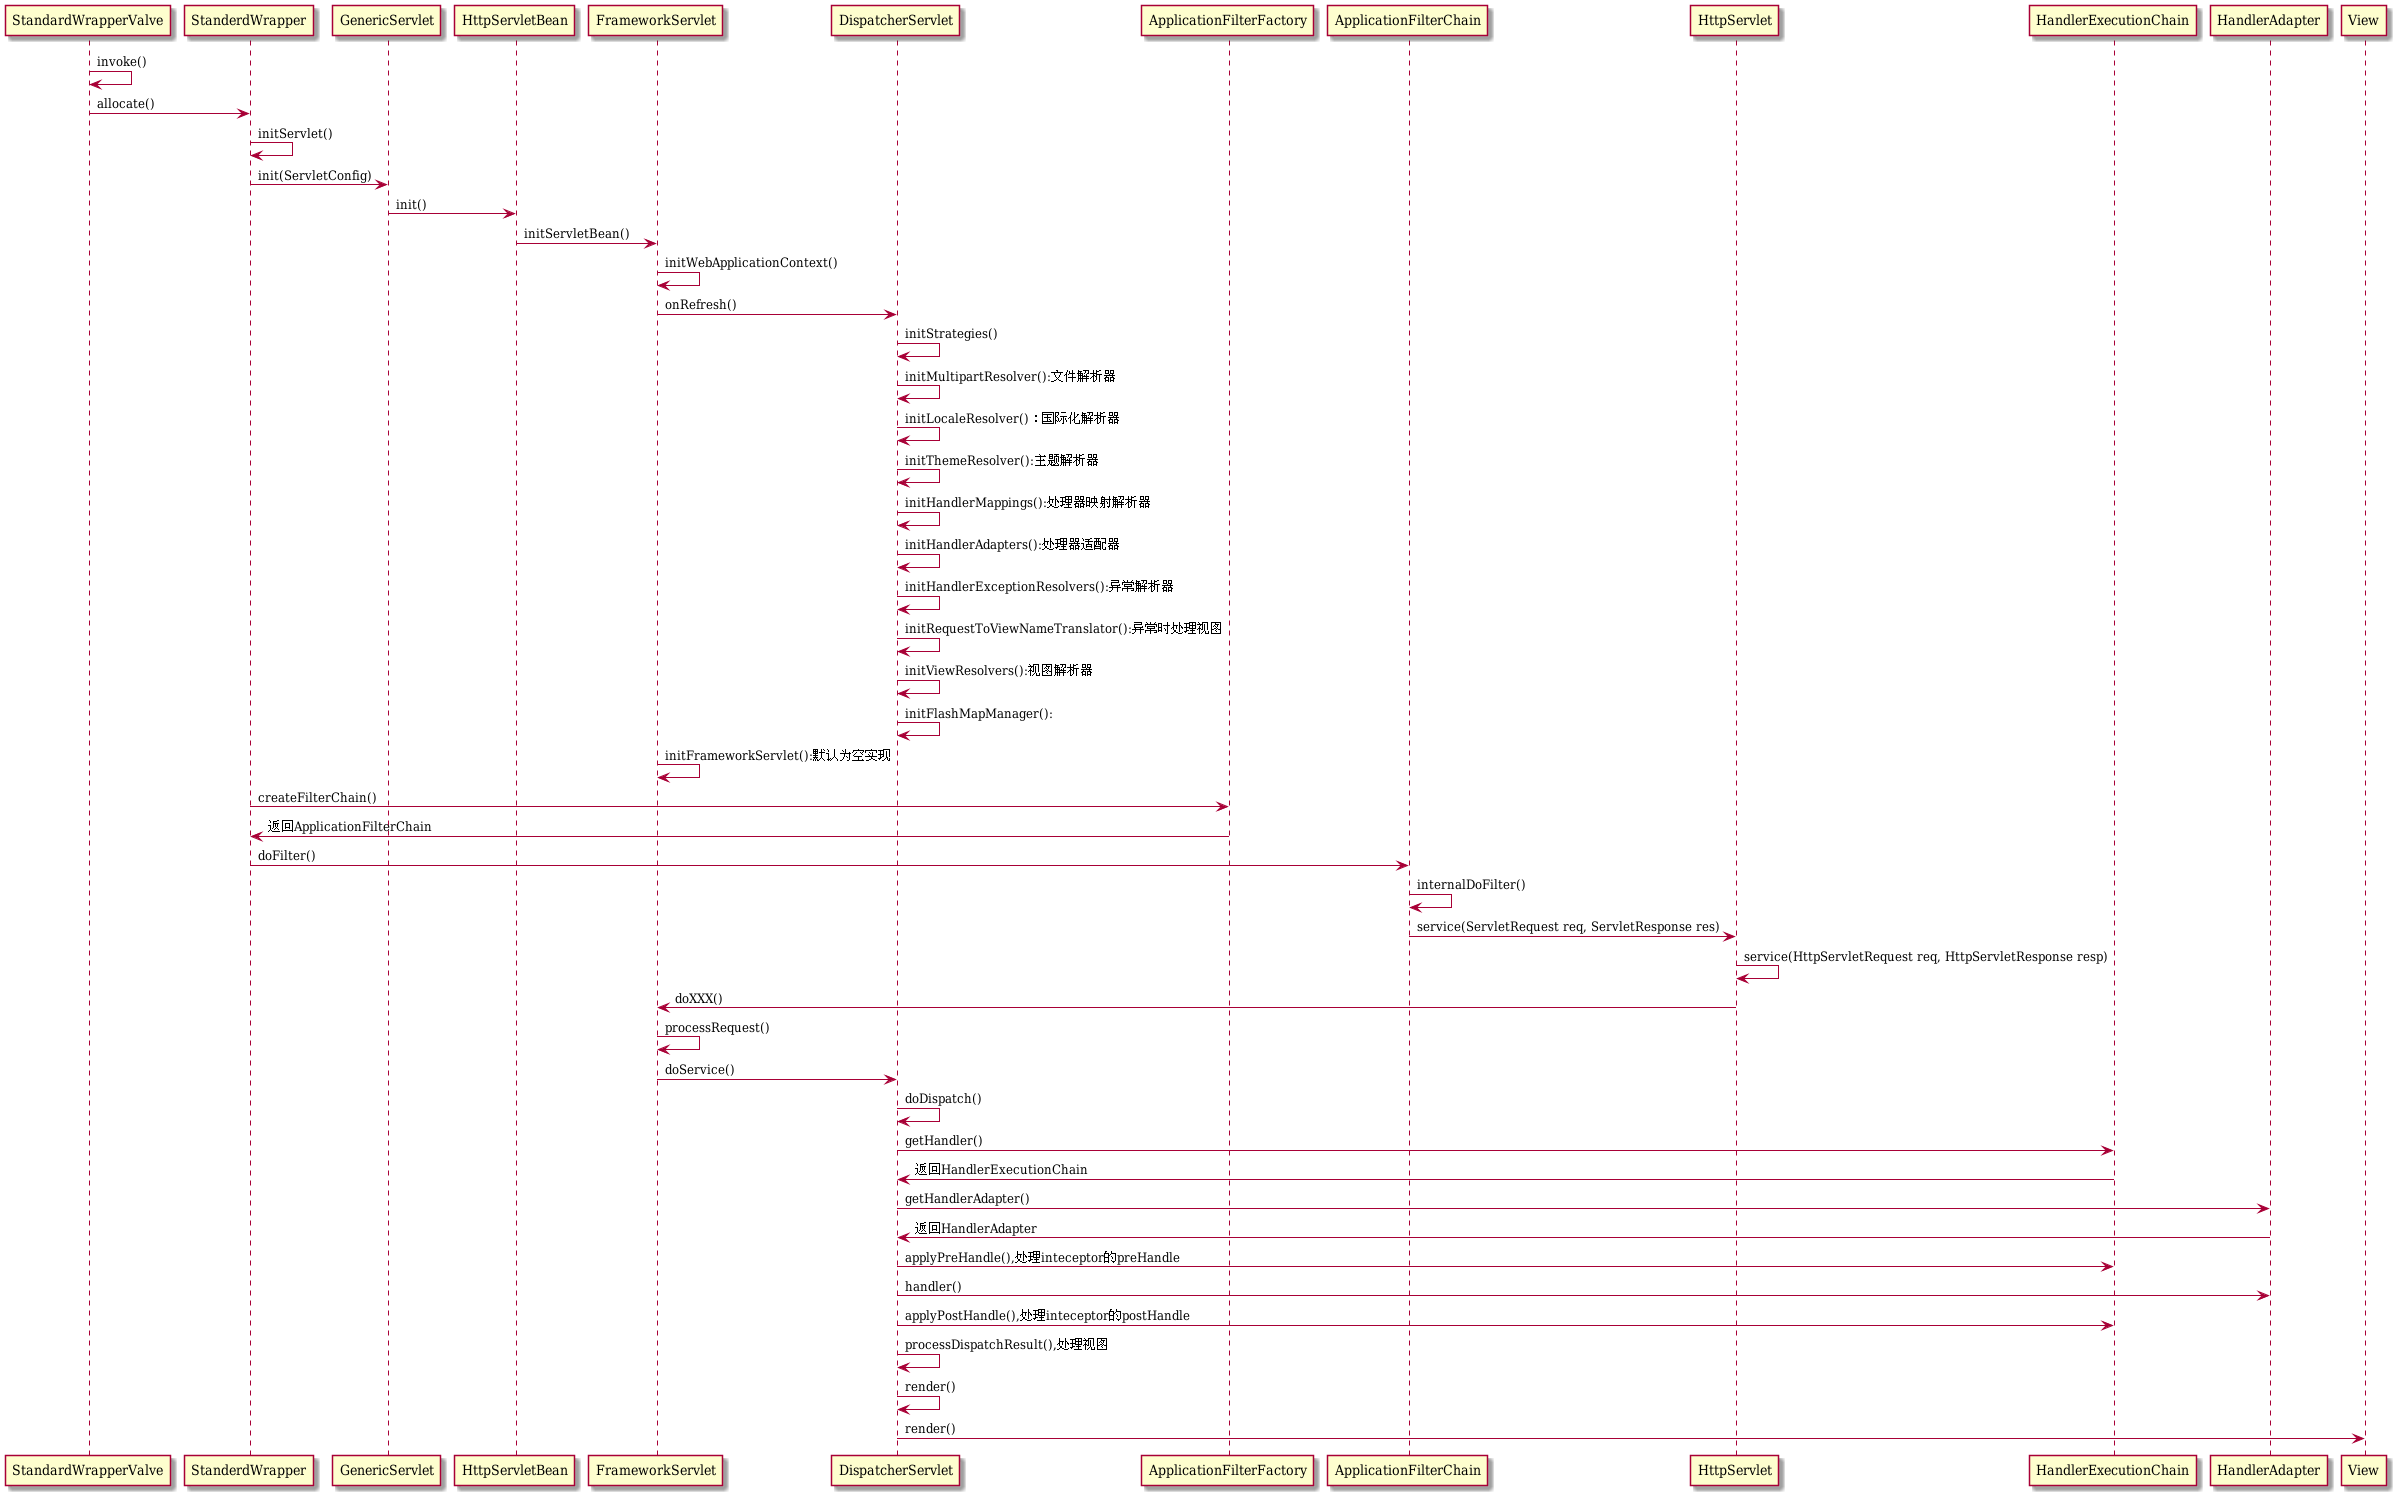 StandardWrapperValve
StanderdWrapper
GenericServlet
HttpServletBean
FrameworkServlet
DispatcherServlet
ApplicationFilterFactory
ApplicationFilterChain
HttpServlet
HandlerExecutionChain
HandlerAdapter
View
invoke()
allocate()
initServlet()
init(ServletConfig)
init()
initServletBean()
initWebApplicationContext()
onRefresh()
initStrategies()
initMultipartResolver():文件解析器
initLocaleResolver()：国际化解析器
initThemeResolver():主题解析器
initHandlerMappings():处理器映射解析器
initHandlerAdapters():处理器适配器
initHandlerExceptionResolvers():异常解析器
initRequestToViewNameTranslator():异常时处理视图
initViewResolvers():视图解析器
initFlashMapManager():
initFrameworkServlet():默认为空实现
createFilterChain()
返回ApplicationFilterChain
doFilter()
internalDoFilter()
service(ServletRequest req, ServletResponse res)
service(HttpServletRequest req, HttpServletResponse resp)
doXXX()
processRequest()
doService()
doDispatch()
getHandler()
返回HandlerExecutionChain
getHandlerAdapter()
返回HandlerAdapter
applyPreHandle(),处理inteceptor的preHandle
handler()
applyPostHandle(),处理inteceptor的postHandle
processDispatchResult(),处理视图
render()
render()
StandardWrapperValve
StanderdWrapper
GenericServlet
HttpServletBean
FrameworkServlet
DispatcherServlet
ApplicationFilterFactory
ApplicationFilterChain
HttpServlet
HandlerExecutionChain
HandlerAdapter
View